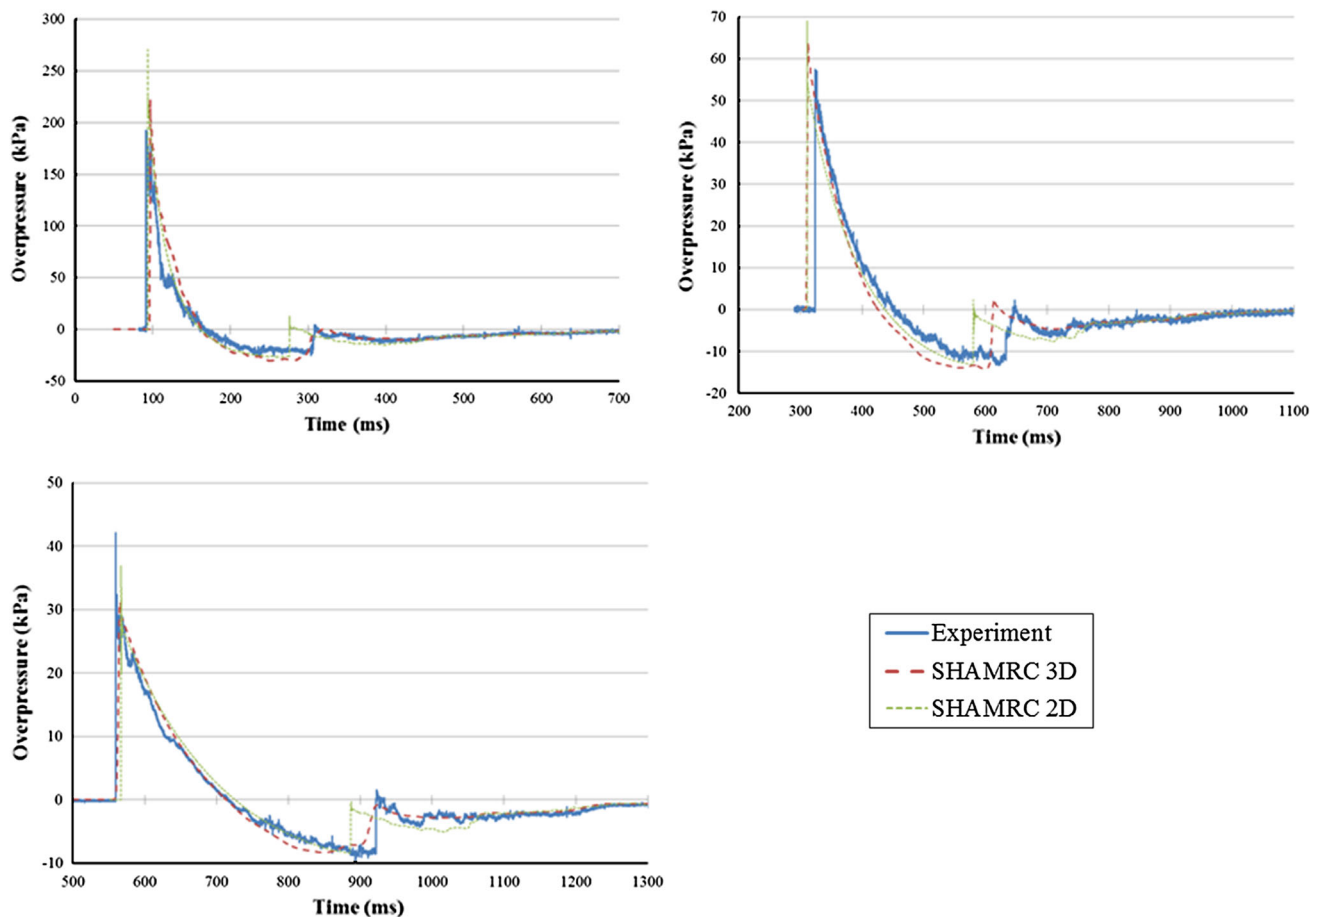 300
250
200
150
100
50
0
-50
Overpressure (kPa)
0 100 200 300 400 500 600 700
Time (ms)
70
60
50
40
30
20
10
0
-10
-20
Overpressure (kPa)
200 300 400 500 600 700 800 900 1000 1100
Time (ms)
50
40
30
20
10
0
-10
Overpressure (kPa)
500 600 700 800 900 1000 1100 1200 1300
Time (ms)
Experiment
SHAMRC 3D
SHAMRC 2D